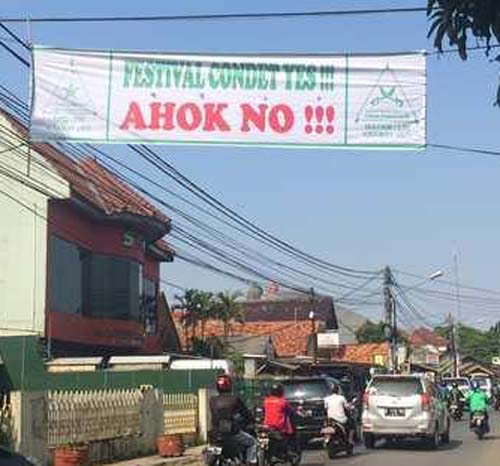 FESTIVAL CONDET YES !!!
AHOK NO !!!